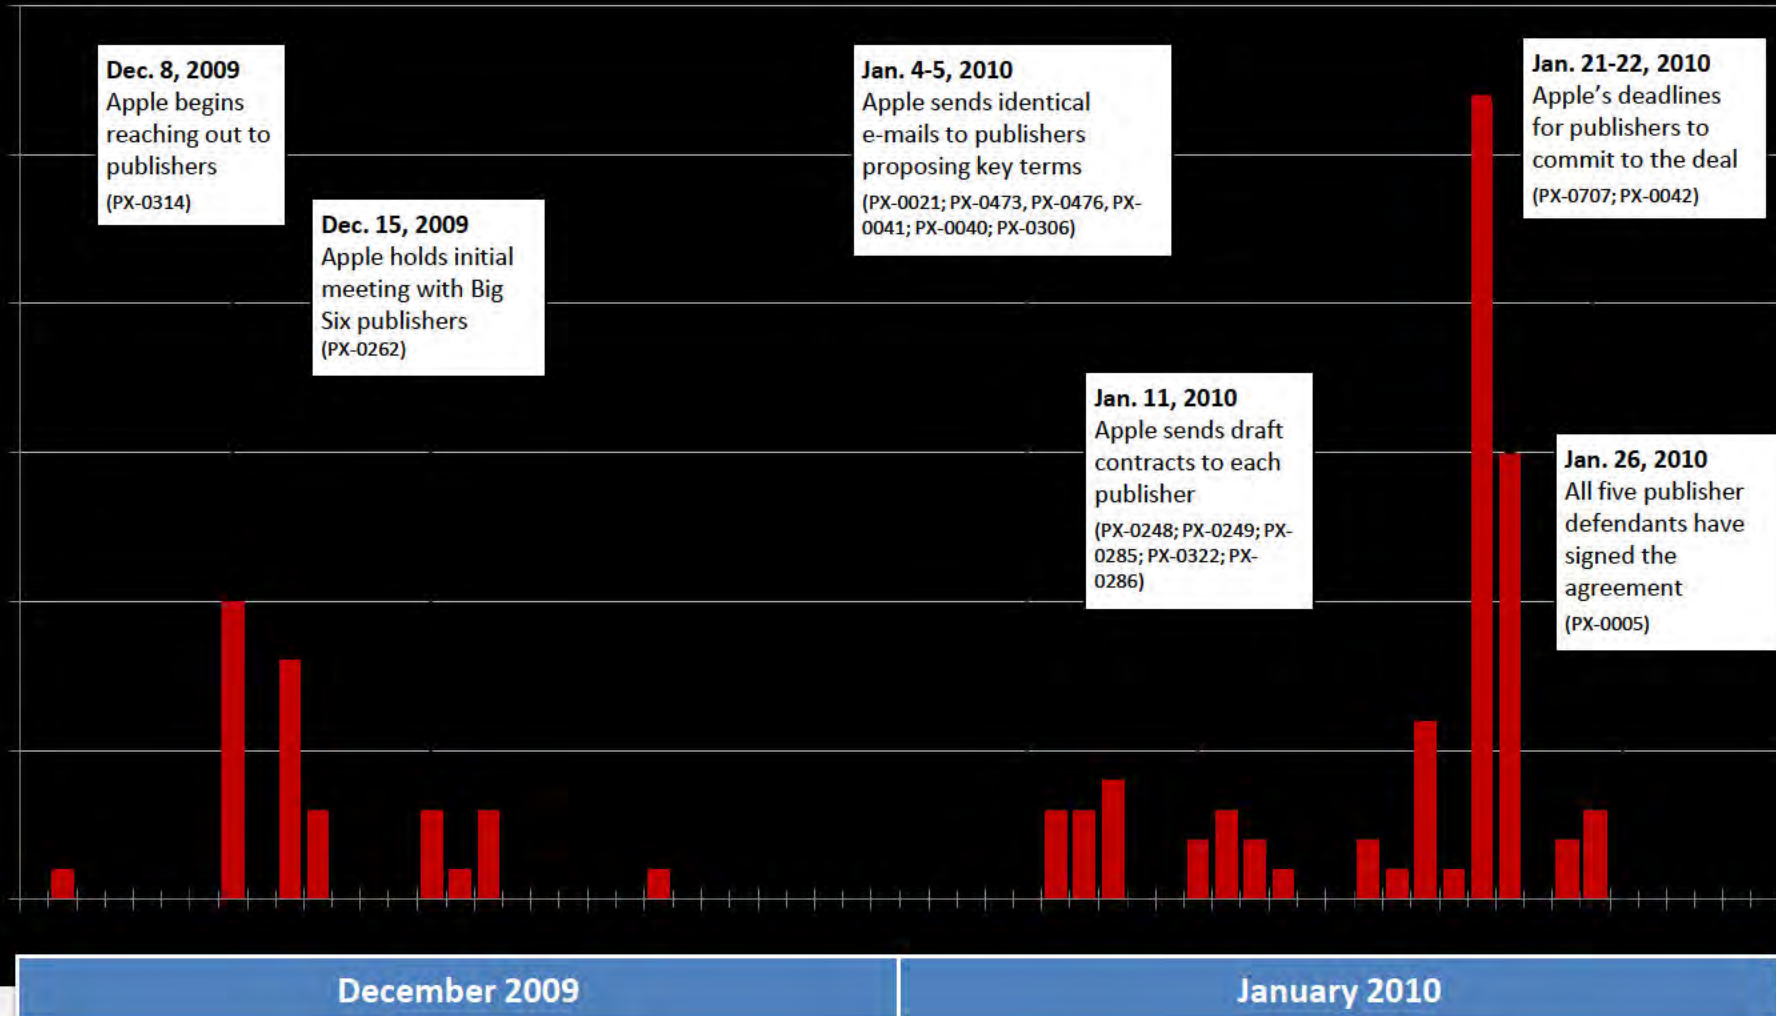 Dec. 8, 2009
Apple begins
reaching out to
publishers
(PX-0314)
Dec. 15, 2009
Apple holds initial
meeting with Big
Six publishers
(PX-0262)
Jan. 4-5, 2010
Apple sends identical
e-mails to publishers
proposing key terms
(PX-0021; PX-0473, PX-0476, PX-
0041; PX-0040; PX-0306)
Jan. 11, 2010
Apple sends draft
contracts to each
publisher
(PX-0248; PX-0249; PX-
0285; PX-0322; PX-
0286)
Jan. 21-22, 2010
Apple’s deadlines
for publishers to
commit to the deal
(PX-0707; PX-0042)
Jan. 26, 2010
All five publisher
defendants have
signed the
agreement
(PX-0005)
December 2009
January 2010